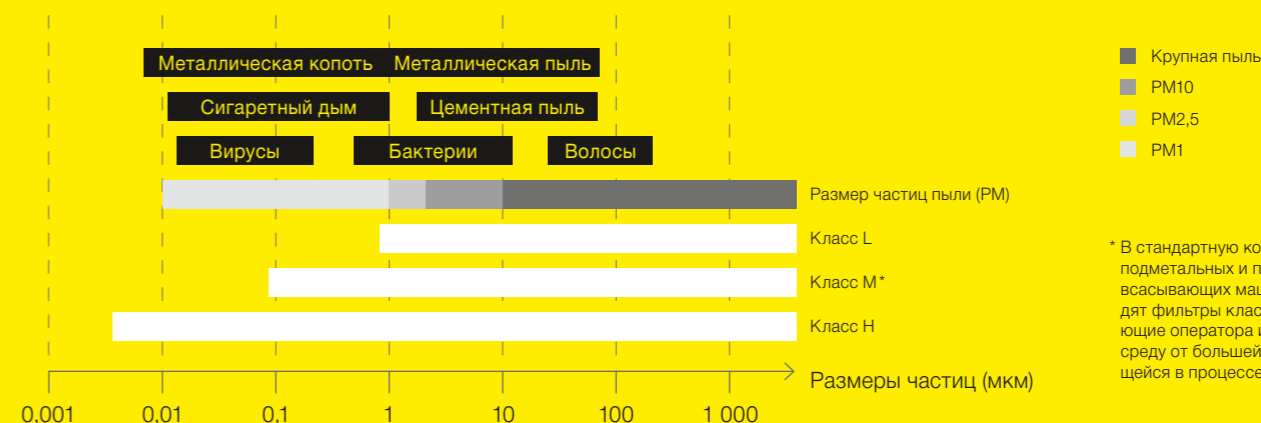 Металлическая копоть Металлическая пыль
Сигаретный дым Цементная пыль
Вирусы Бактерии Волосы
Размер частиц пыли (PM)
Класс L
Класс M*
Класс H
Размеры частиц (мкм)
0.001 0.01 0.1 1 10 100 1 000
Крупная пыль
PM10
PM2,5
PM1
* В стандартную ко
подметальных и п
всасывающих маш
дят фильтры клас
ющие оператора и
среду от большей
щейся в процессе